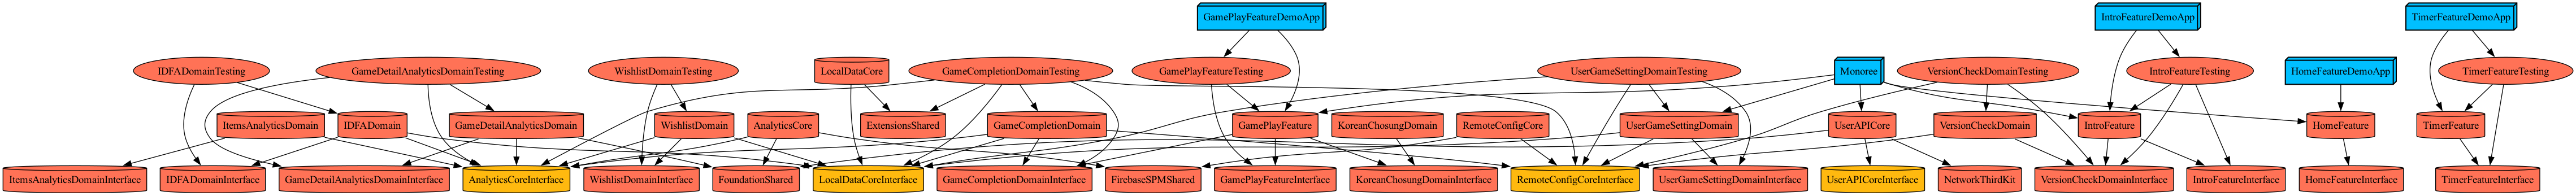 GamePlayFeatureDemoApp
IntroFeatureDemoApp
TimerFeatureDemoApp
IDFADomainTesting
GameDetailAnalyticsDomainTesting
WishlistDomainTesting
LocalDataCore
GameCompletionDomainTesting
GamePlayFeatureTesting
UserGameSettingDomainTesting
Monoree
VersionCheckDomainTesting
IntroFeatureTesting
HomeFeatureDemoApp
TimerFeatureTesting
ItemsAnalyticsDomain
IDFADomain
GameDetailAnalyticsDomain
WishlistDomain
AnalyticsCore
ExtensionsShared
GameCompletionDomain
GamePlayFeature
KoreanChosungDomain
RemoteConfigCore
UserGameSettingDomain
UserAPICore
VersionCheckDomain
IntroFeature
HomeFeature
TimerFeature
ItemsAnalyticsDomainInterface
IDFADomainInterface
GameDetailAnalyticsDomainInterface
AnalyticsCoreInterface
WishlistDomainInterface
FoundationShared
LocalDataCoreInterface
GameCompletionDomainInterface
FirebaseSPMShared
GamePlayFeatureInterface
KoreanChosungDomainInterface
RemoteConfigCoreInterface
UserGameSettingDomainInterface
UserAPICoreInterface
NetworkThirdKit
VersionCheckDomainInterface
IntroFeatureInterface
HomeFeatureInterface
TimerFeatureInterface